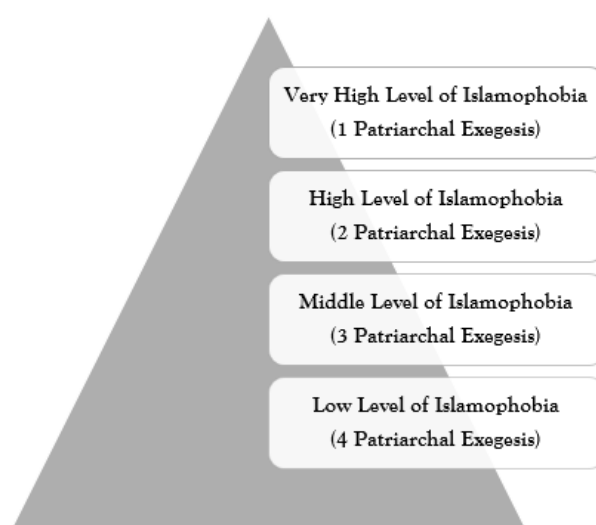 Very High Level of Islamophobia
(1 Patriarchal Exegesis)
High Level of Islamophobia
(2 Patriarchal Exegesis)
Middle Level of Islamophobia
(3 Patriarchal Exegesis)
Low Level of Islamophobia
(4 Patriarchal Exegesis)